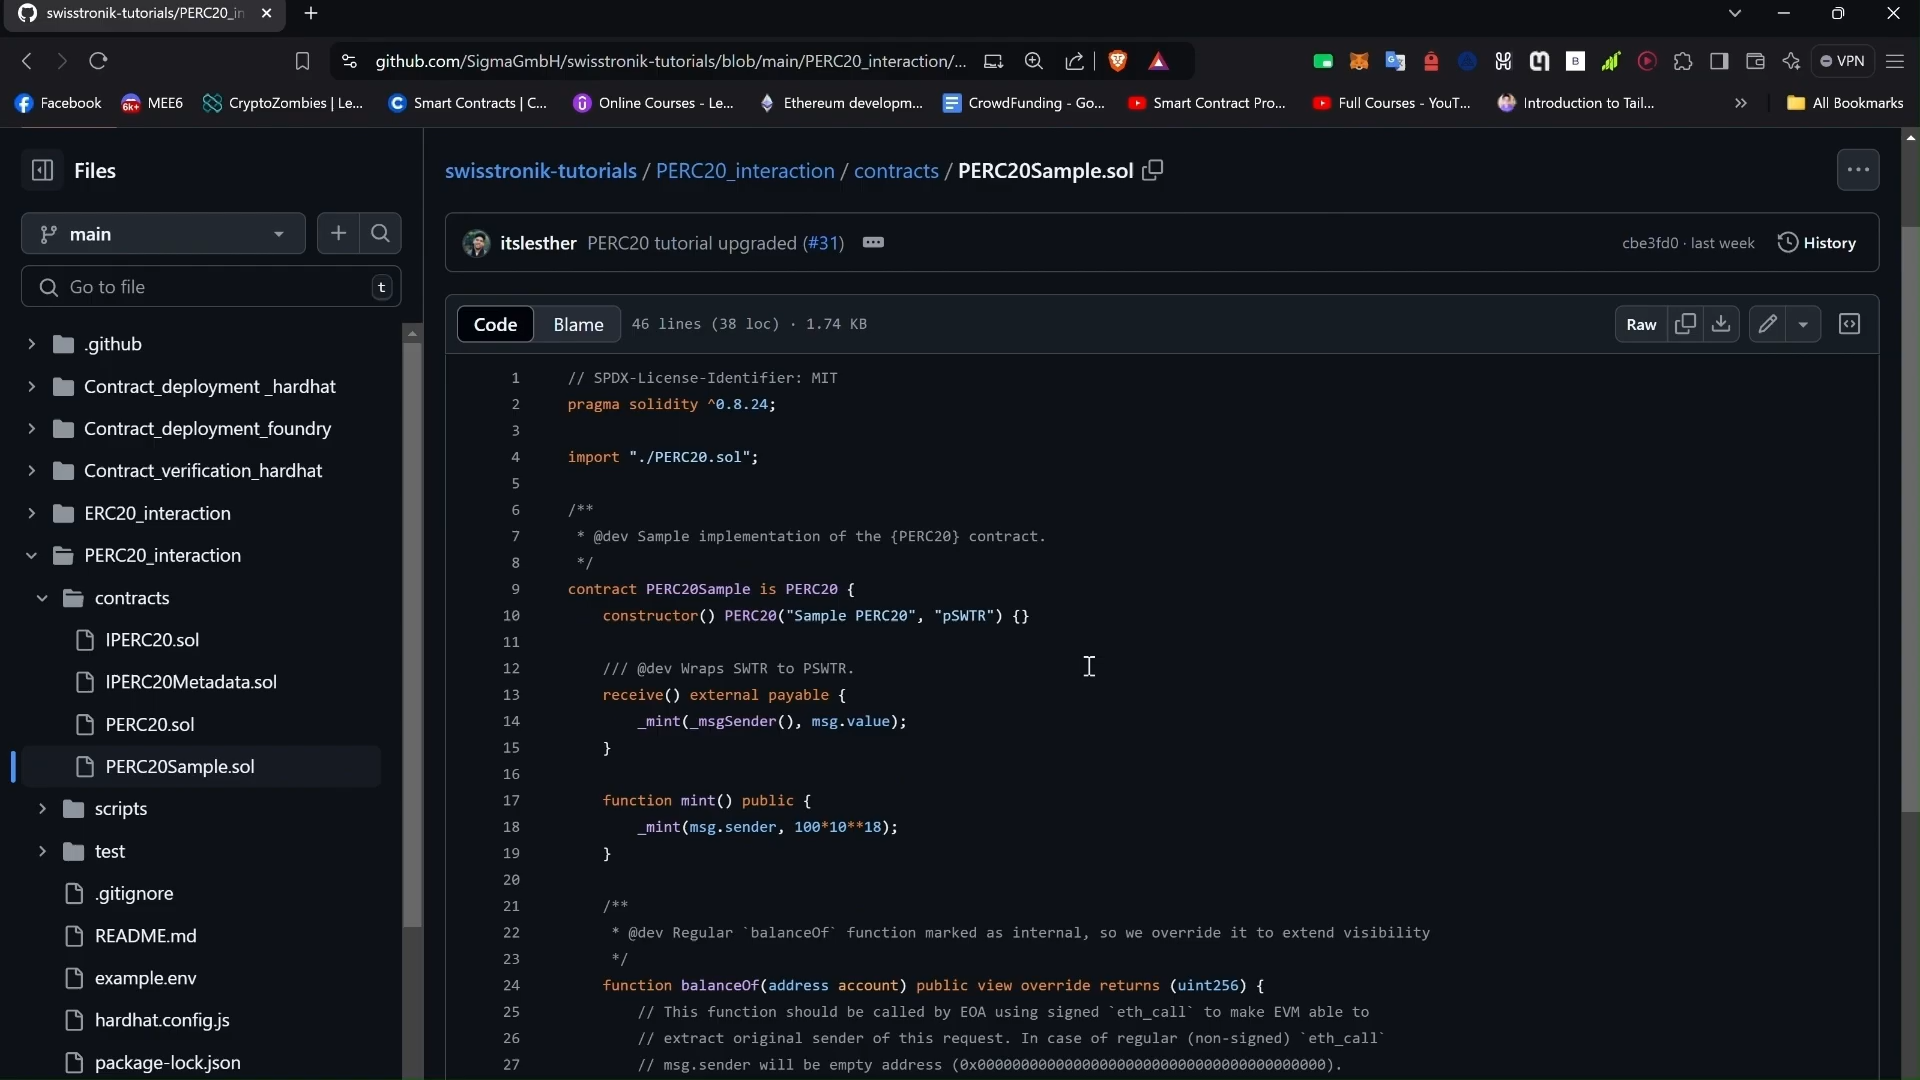 swisstronik-tutorials/PERC20_in
github.com/SigmaGmbH/swisstronik-tutorials/blob/main/PERC20_interaction/...
VPN
Facebook
6k+
MEE6
CryptoZombies | Le...
Smart Contracts | C...
Online Courses - Le...
Ethereum developm...
CrowdFunding - Go...
Smart Contract Pro...
Full Courses - YouT...
Introduction to Tail...
»
All Bookmarks
Files
main
Go to file
t
.github
Contract_deployment _hardhat
Contract_deployment_foundry
Contract_verification_hardhat
ERC20_interaction
PERC20_interaction
contracts
IPERC20.sol
IPERC20Metadata.sol
PERC20.sol
PERC20Sample.sol
scripts
test
.gitignore
README.md
example.env
hardhat.config.js
package-lock.json
swisstronik-tutorials / PERC20_interaction / contracts / PERC20Sample.sol
itslesther PERC20 tutorial upgraded (#31)
cbe3fd0 · last week
History
Code
Blame
46 lines (38 loc) · 1.74 KB
Raw
1 // SPDX-License-Identifier: MIT
2 pragma solidity ^0.8.24;
3
4 import "./PERC20.sol";
5
6 /**
7 * @dev Sample implementation of the {PERC20} contract.
8 */
9 contract PERC20Sample is PERC20 {
10 constructor() PERC20("Sample PERC20", "pSWTR") {}
11
12 /// @dev Wraps SWTR to PSWTR.
13 receive() external payable {
14 _mint(_msgSender(), msg.value);
15 }
16
17 function mint() public {
18 _mint(msg.sender, 100*10**18);
19 }
20
21 /**
22 * @dev Regular `balanceOf` function marked as internal, so we override it to extend visibility
23 */
24 function balanceOf(address account) public view override returns (uint256) {
25 // This function should be called by EOA using signed `eth_call` to make EVM able to
26 // extract original sender of this request. In case of regular (non-signed) `eth_call`
27 // msg.sender will be empty address (0x0000000000000000000000000000000000000000).